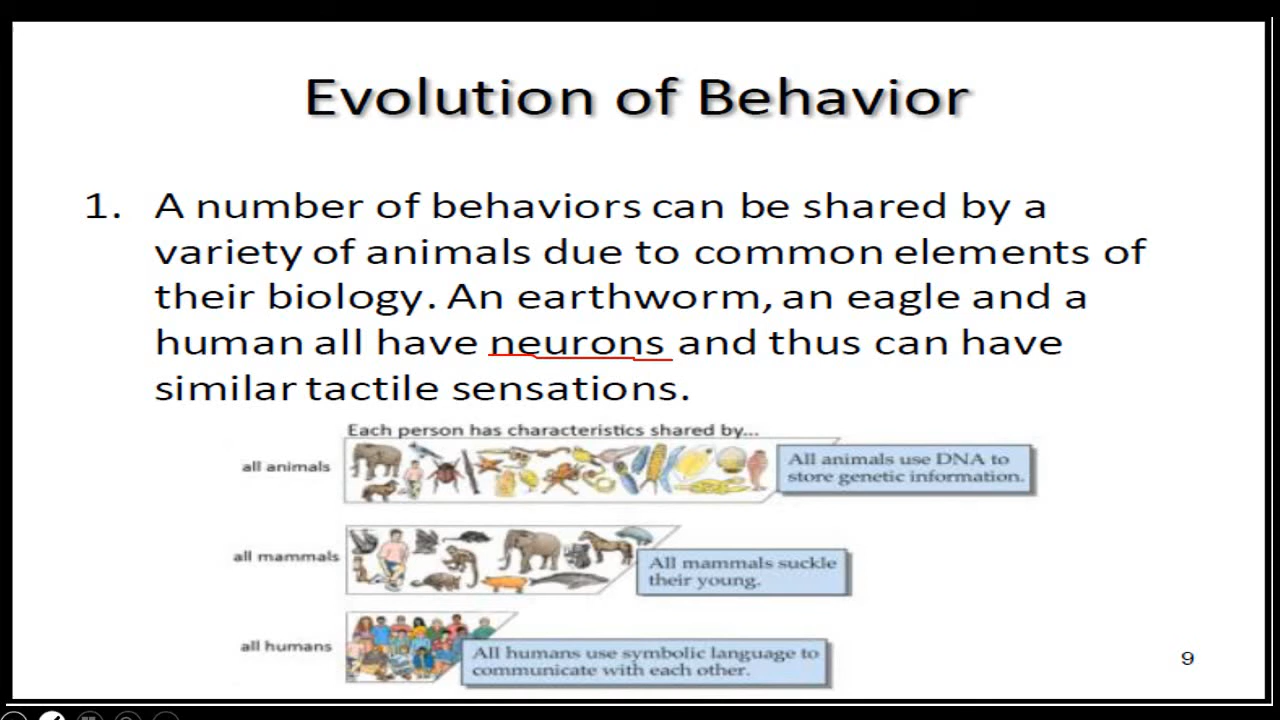 Evolution of Behavior
1. A number of behaviors can be shared by a
variety of animals due to common elements of
their biology. An earthworm, an eagle and a
human all have neurons and thus can have
similar tactile sensations.
Each person has characteristics shared by...
all animals
All animals use DNA to
store genetic information.
all mammals
All mammals suckle
their young.
all humans
All humans use symbolic language to
communicate with each other.
9